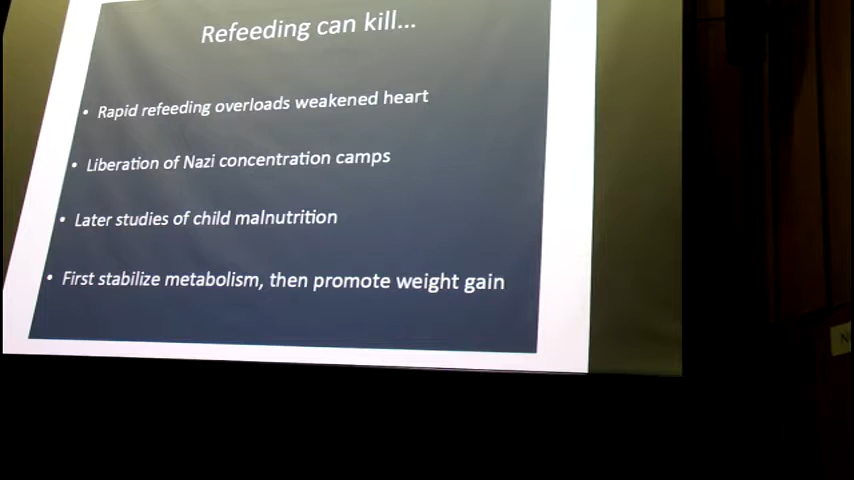 Refeeding can kill...
• Rapid refeeding overloads weakened heart
• Liberation of Nazi concentration camps
• Later studies of child malnutrition
• First stabilize metabolism, then promote weight gain